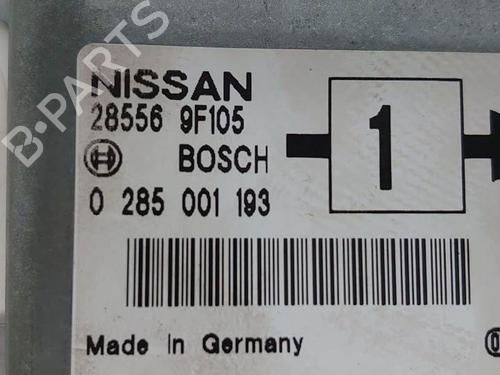 B-PARTS
NISSAN
28556 9F105
BOSCH
1
0 285 001 193
Made in Germany